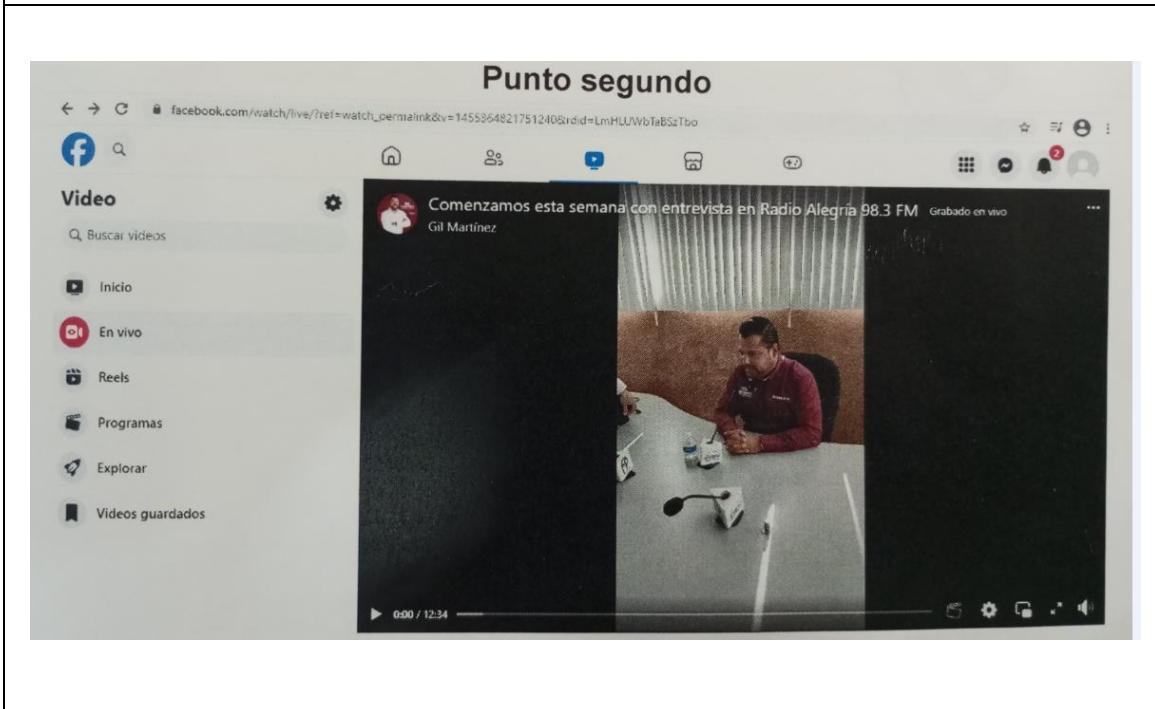 Punto segundo
facebook.com/watch/live/?ref=watch_permalink&v=1455364821751240&rdid=LmHLUWbTaBSzTbo
2
Video
Buscar videos
Inicio
En vivo
Reels
Programas
Explorar
Videos guardados
Comenzamos esta semana con entrevista en Radio Alegría 98.3 FM Grabado en vivo
Gil Martínez
0:00 / 12:34